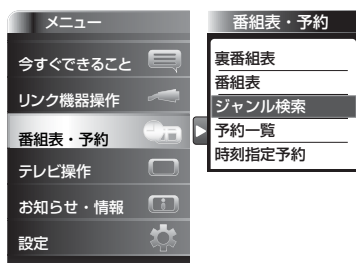 メニュー
今すぐできること
リンク機器操作
番組表・予約
テレビ操作
お知らせ・情報
設定
番組表・予約
裏番組表
番組表
ジャンル検索
予約一覧
時刻指定予約